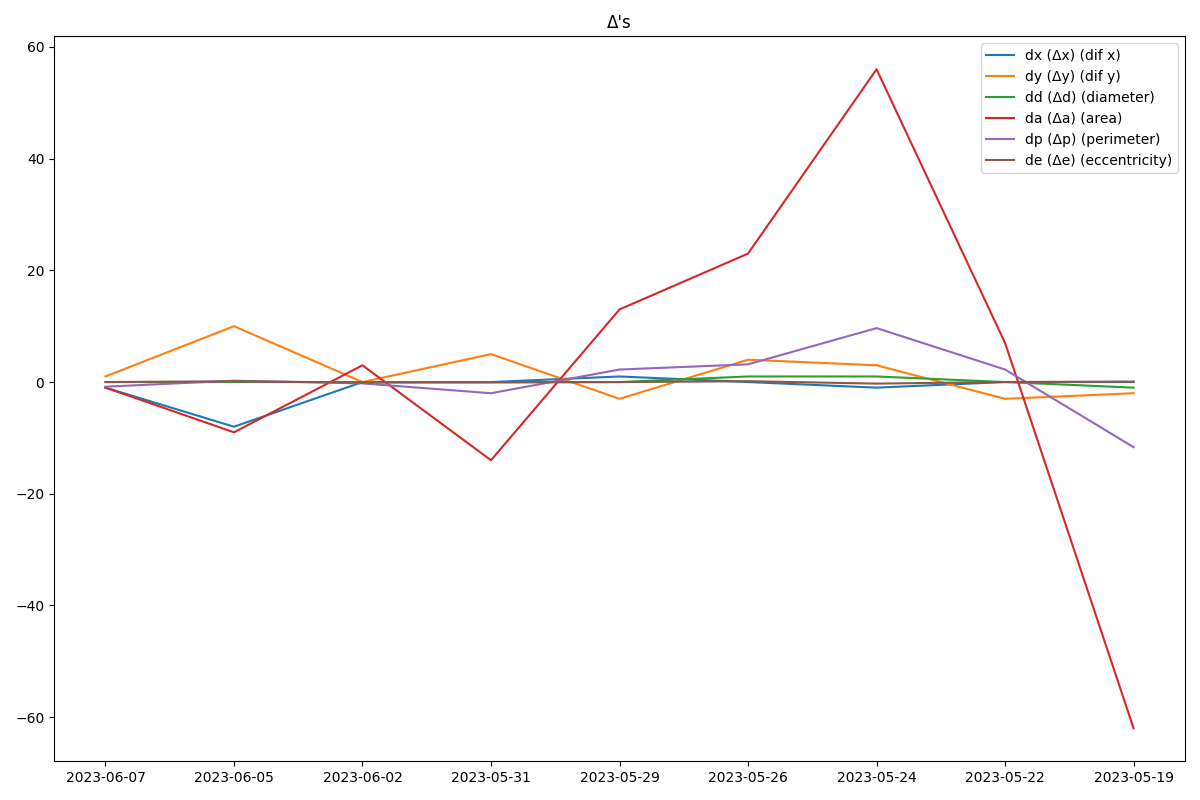 Δ's
60
40
20
0
−20
−40
−60
dx (Δx) (dif x)
dy (Δy) (dif y)
dd (Δd) (diameter)
da (Δa) (area)
dp (Δp) (perimeter)
de (Δe) (eccentricity)
2023-06-07 2023-06-05 2023-06-02 2023-05-31 2023-05-29 2023-05-26 2023-05-24 2023-05-22 2023-05-19